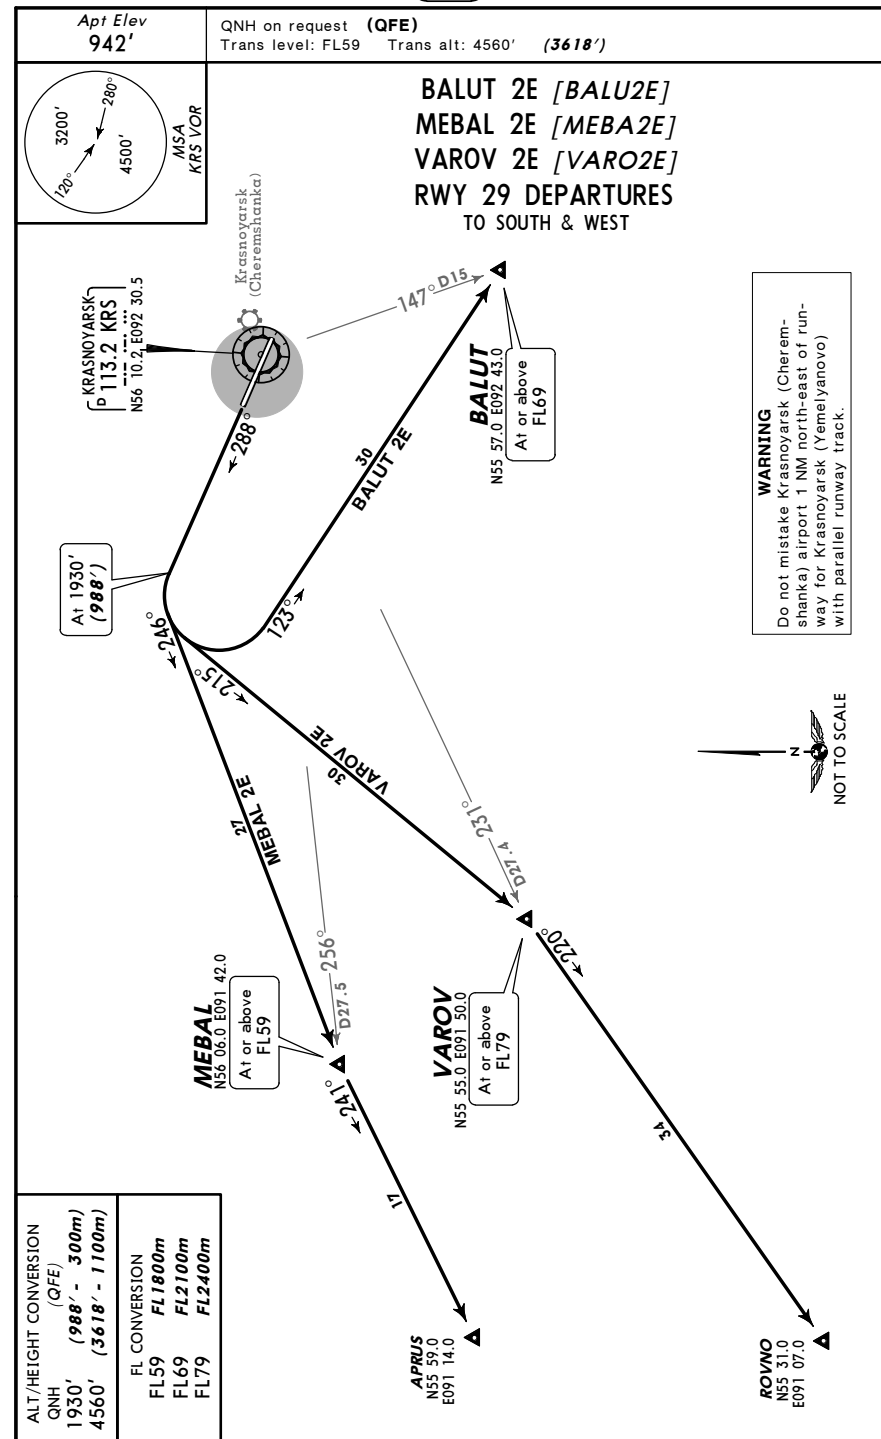 Apt Elev
942'
QNH on request (QFE)
Trans level: FL59 Trans alt: 4560' (3618')
3200'
280°
4500'
120°
MSA
KRS VOR
BALUT 2E [BALU2E]
MEBAL 2E [MEBA2E]
VAROV 2E [VARO2E]
RWY 29 DEPARTURES
TO SOUTH & WEST
Krasnoyarsk
(Cheremshanka)
KRASNOYARSK
D 113.2 KRS
N56 10.2 E092 30.5
147°
D15
BALUT
N55 57.0 E092 43.0
At or above
FL69
WARNING
Do not mistake Krasnoyarsk (Cherem-
shanka) airport 1 NM north-east of run-
way for Krasnoyarsk (Yemelyanovo)
with parallel runway track.
288°
30
BALUT 2E
At 1930'
(988')
246°
215°
123°
N
NOT TO SCALE
VAROV 2E
30
27
MEBAL 2E
D27.4
231°
D27.5
256°
MEBAL
N56 06.0 E091 42.0
At or above
FL59
VAROV
N55 55.0 E091 50.0
At or above
FL79
220°
241°
34
17
ALT/HEIGHT CONVERSION
QNH (QFE)
1930' (988' - 300m)
4560' (3618' - 1100m)
FL CONVERSION
FL59 FL1800m
FL69 FL2100m
FL79 FL2400m
APRUS
N55 59.0
E091 14.0
ROVNO
N55 31.0
E091 07.0